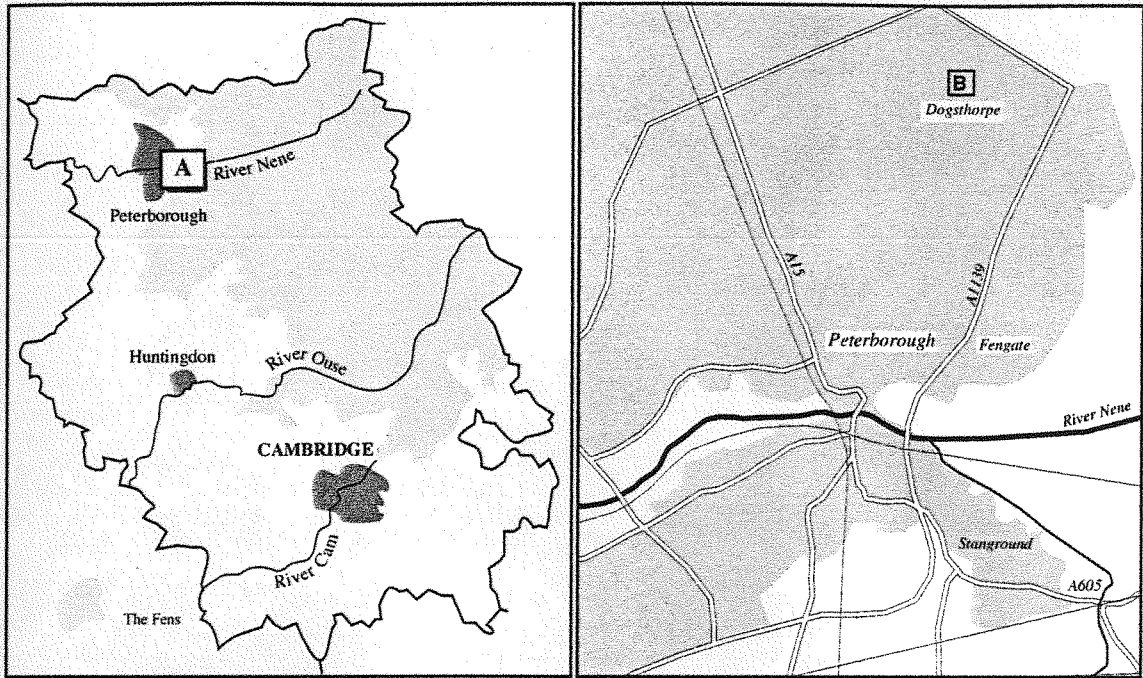 A
River Nene
Peterborough
Huntingdon
River Ouse
CAMBRIDGE
River Cam
The Fens
B
Dogsthorpe
A15
A1139
Peterborough
Fengate
River Nene
Stanground
A605